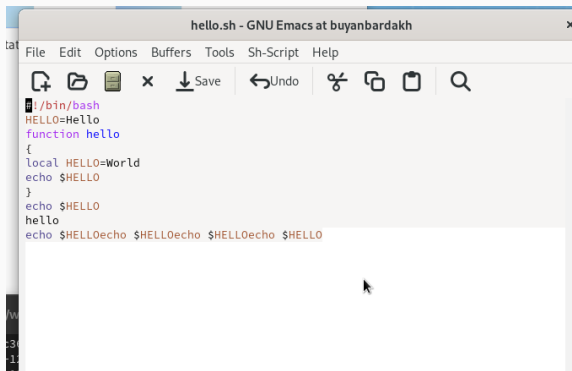 hello.sh - GNU Emacs at buyanbardakh
tat
File Edit Options Buffers Tools Sh-Script Help
Save Undo
#!/bin/bash
HELLO=Hello
function hello
{
local HELLO=World
echo $HELLO
}
echo $HELLO
hello
echo $HELLOecho $HELLOecho $HELLOecho $HELLO
/w